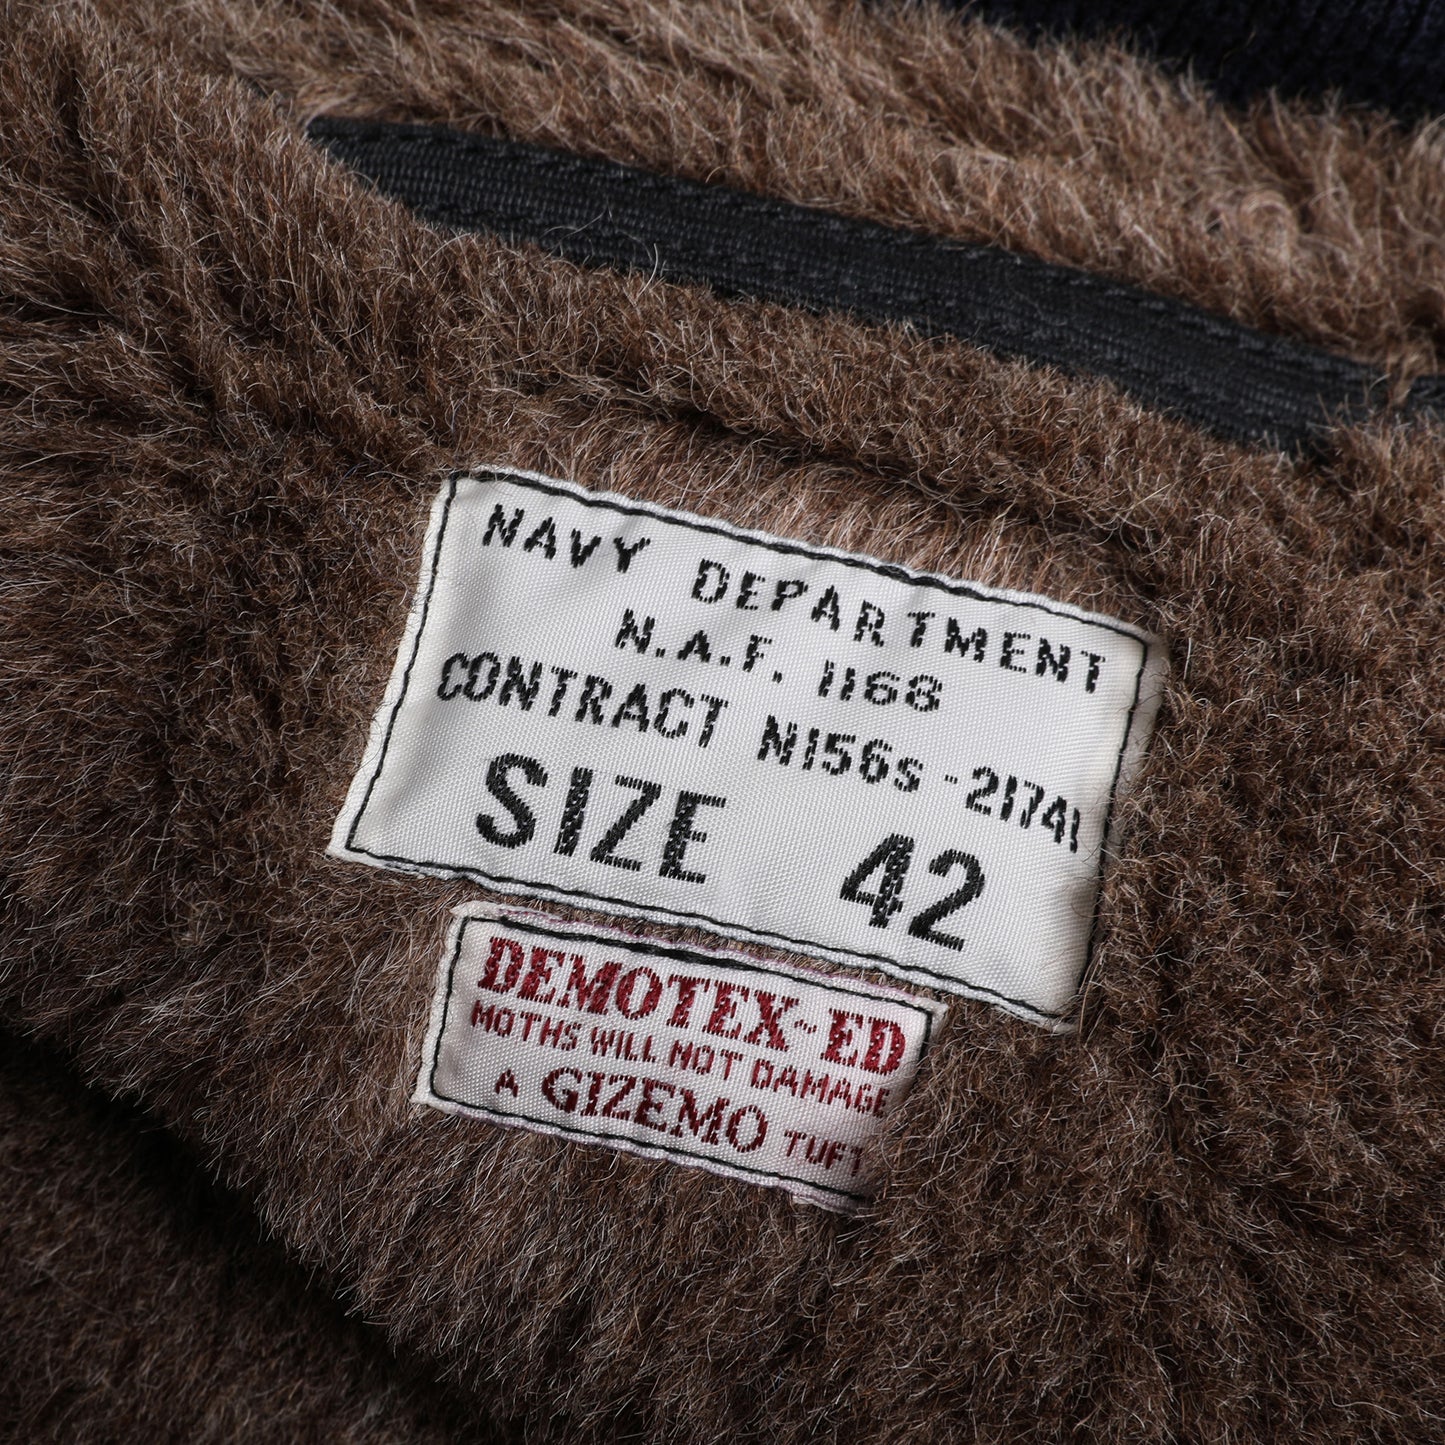 NAVY DEPARTMENT
N.A.F. 1168
CONTRACT N156s-21741
SIZE 42
DEMOTEX-ED
MOTHS WILL NOT DAMAGE
A GIZEMO TUFT